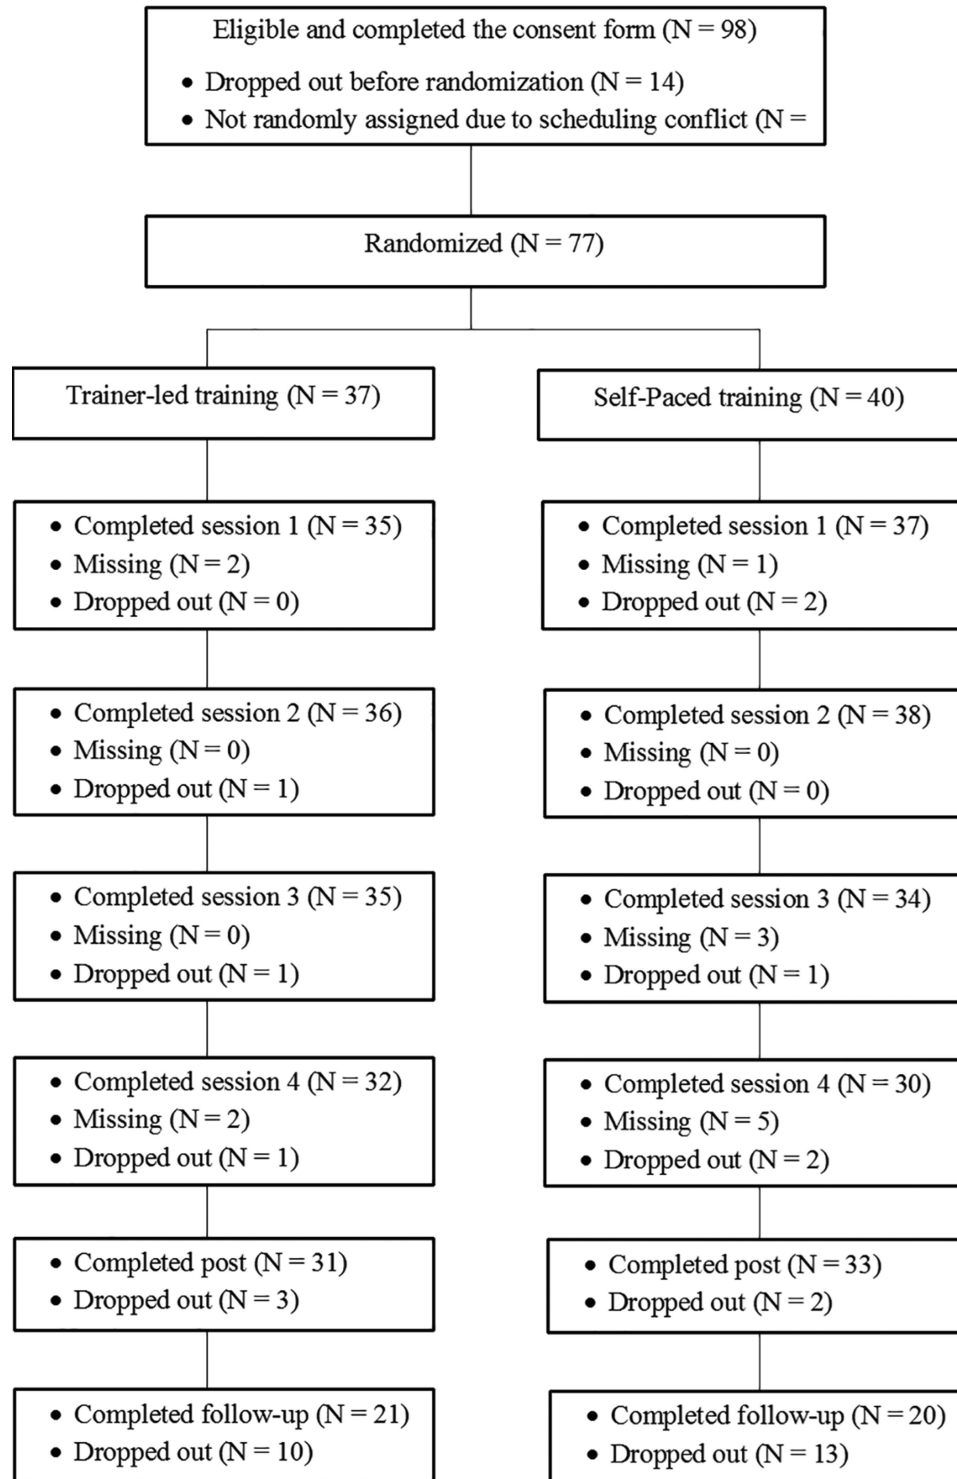 Eligible and completed the consent form (N = 98)
• Dropped out before randomization (N = 14)
• Not randomly assigned due to scheduling conflict (N =
Randomized (N = 77)
Trainer-led training (N = 37)
• Completed session 1 (N = 35)
• Missing (N = 2)
• Dropped out (N = 0)
• Completed session 2 (N = 36)
• Missing (N = 0)
• Dropped out (N = 1)
• Completed session 3 (N = 35)
• Missing (N = 0)
• Dropped out (N = 1)
• Completed session 4 (N = 32)
• Missing (N = 2)
• Dropped out (N = 1)
• Completed post (N = 31)
• Dropped out (N = 3)
• Completed follow-up (N = 21)
• Dropped out (N = 10)
Self-Paced training (N = 40)
• Completed session 1 (N = 37)
• Missing (N = 1)
• Dropped out (N = 2)
• Completed session 2 (N = 38)
• Missing (N = 0)
• Dropped out (N = 0)
• Completed session 3 (N = 34)
• Missing (N = 3)
• Dropped out (N = 1)
• Completed session 4 (N = 30)
• Missing (N = 5)
• Dropped out (N = 2)
• Completed post (N = 33)
• Dropped out (N = 2)
• Completed follow-up (N = 20)
• Dropped out (N = 13)